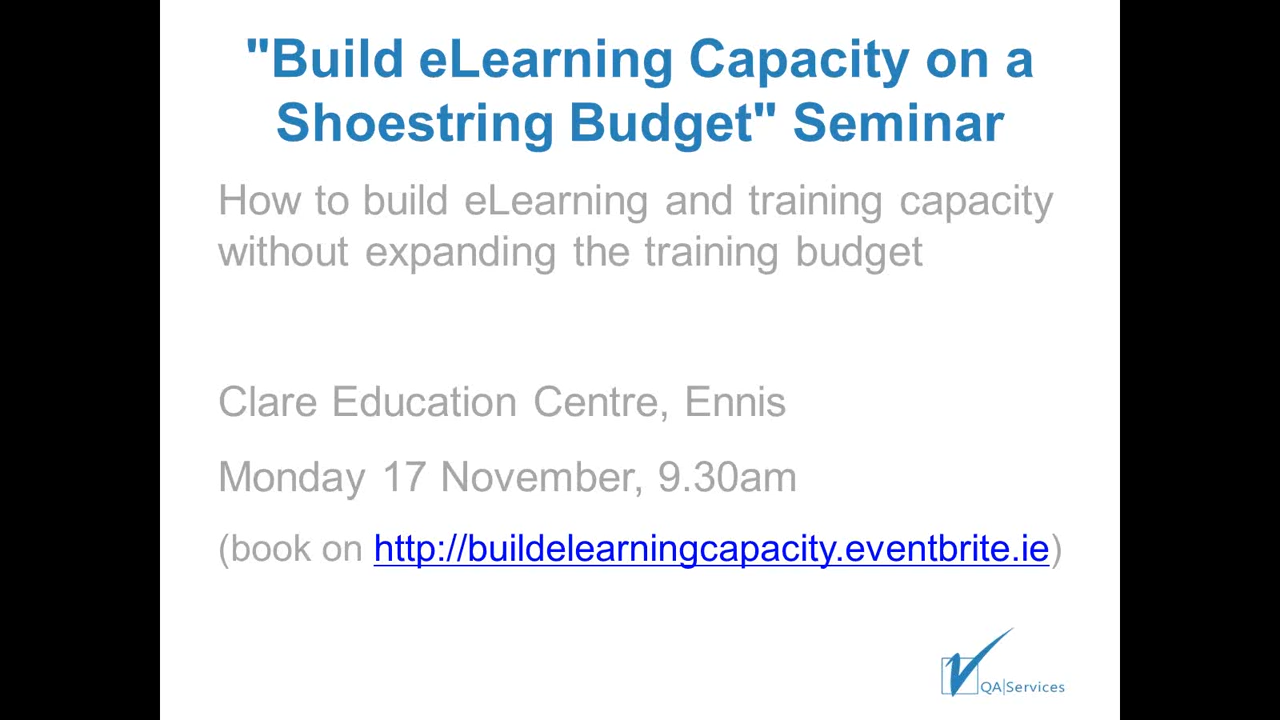 "Build eLearning Capacity on a
Shoestring Budget" Seminar
How to build eLearning and training capacity
without expanding the training budget
Clare Education Centre, Ennis
Monday 17 November, 9.30am
(book on http://buildelearningcapacity.eventbrite.ie)
QA|Services